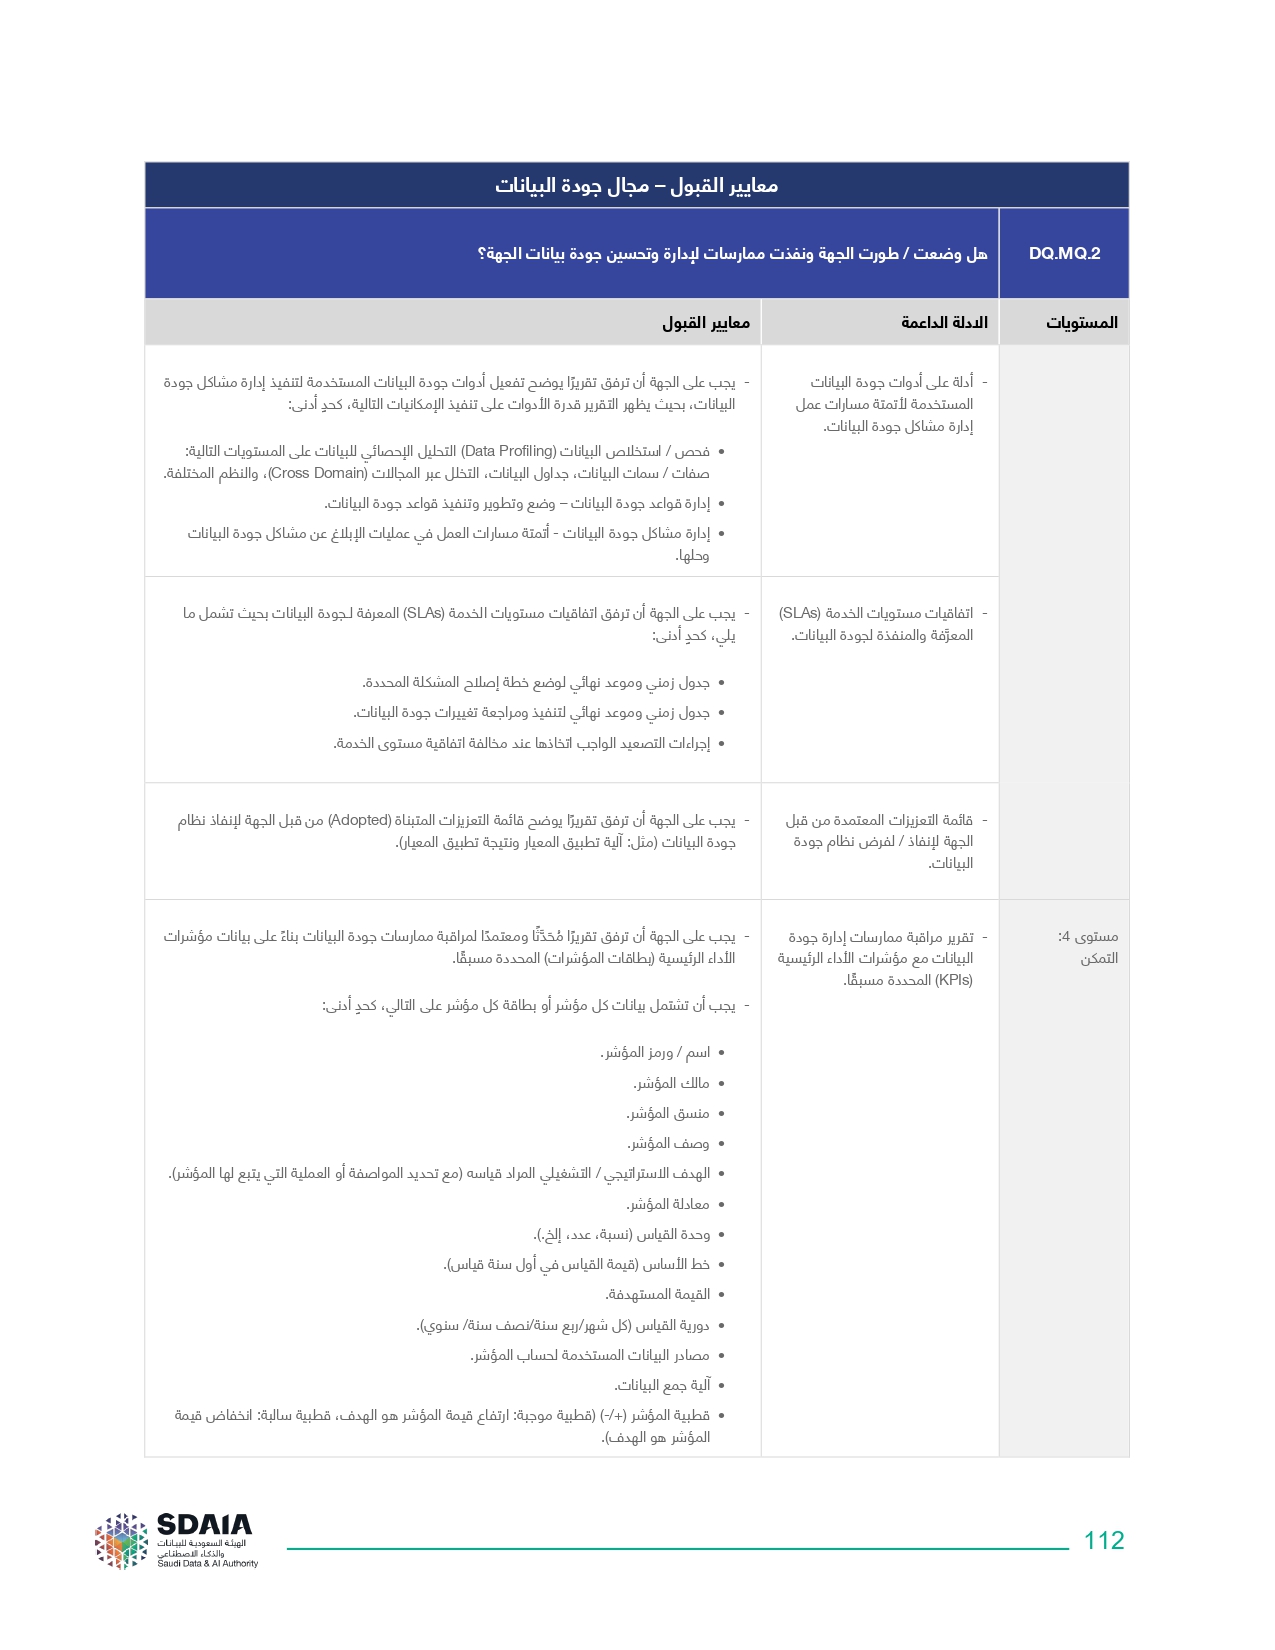 معايير القبول – مجال جودة البيانات
DQ.MQ.2
هل وضعت / طورت الجهة ونفذت ممارسات لإدارة وتحسين جودة بيانات الجهة؟
المستويات
الادلة الداعمة
معايير القبول
- أدلة على أدوات جودة البيانات
المستخدمة لأتمتة مسارات عمل
إدارة مشاكل جودة البيانات.
- يجب على الجهة أن ترفق تقريرًا يوضح تفعيل أدوات جودة البيانات المستخدمة لتنفيذ إدارة مشاكل جودة
البيانات، بحيث يظهر التقرير قدرة الأدوات على تنفيذ الإمكانيات التالية، كحدٍ أدنى:
• فحص / استخلاص البيانات (Data Profiling) التحليل الإحصائي للبيانات على المستويات التالية:
صفات / سمات البيانات، جداول البيانات، التخلل عبر المجالات (Cross Domain)، والنظم المختلفة.
• إدارة قواعد جودة البيانات – وضع وتطوير وتنفيذ قواعد جودة البيانات.
• إدارة مشاكل جودة البيانات - أتمتة مسارات العمل في عمليات الإبلاغ عن مشاكل جودة البيانات
وحلها.
- اتفاقيات مستويات الخدمة (SLAs)
المعرَّفة والمنفذة لجودة البيانات.
- يجب على الجهة أن ترفق اتفاقيات مستويات الخدمة (SLAs) المعرفة لـجودة البيانات بحيث تشمل ما
يلي، كحدٍ أدنى:
• جدول زمني وموعد نهائي لوضع خطة إصلاح المشكلة المحددة.
• جدول زمني وموعد نهائي لتنفيذ ومراجعة تغييرات جودة البيانات.
• إجراءات التصعيد الواجب اتخاذها عند مخالفة اتفاقية مستوى الخدمة.
- قائمة التعزيزات المعتمدة من قبل
الجهة لإنفاذ / لفرض نظام جودة
البيانات.
- يجب على الجهة أن ترفق تقريرًا يوضح قائمة التعزيزات المتبناة (Adopted) من قبل الجهة لإنفاذ نظام
جودة البيانات (مثل: آلية تطبيق المعيار ونتيجة تطبيق المعيار).
مستوى 4:
التمكن
- تقرير مراقبة ممارسات إدارة جودة
البيانات مع مؤشرات الأداء الرئيسية
(KPIs) المحددة مسبقًا.
- يجب على الجهة أن ترفق تقريرًا مُحَدَّثًا ومعتمدًا لمراقبة ممارسات جودة البيانات بناءً على بيانات مؤشرات
الأداء الرئيسية (بطاقات المؤشرات) المحددة مسبقًا.
- يجب أن تشتمل بيانات كل مؤشر أو بطاقة كل مؤشر على التالي، كحدٍ أدنى:
• اسم / ورمز المؤشر.
• مالك المؤشر.
• منسق المؤشر.
• وصف المؤشر.
• الهدف الاستراتيجي / التشغيلي المراد قياسه (مع تحديد المواصفة أو العملية التي يتبع لها المؤشر).
• معادلة المؤشر.
• وحدة القياس (نسبة، عدد، إلخ.).
• خط الأساس (قيمة القياس في أول سنة قياس).
• القيمة المستهدفة.
• دورية القياس (كل شهر/ربع سنة/نصف سنة/ سنوي).
• مصادر البيانات المستخدمة لحساب المؤشر.
• آلية جمع البيانات.
• قطبية المؤشر (+/-) (قطبية موجبة: ارتفاع قيمة المؤشر هو الهدف، قطبية سالبة: انخفاض قيمة
المؤشر هو الهدف).
SDAIA
الهيئة السعودية للبيانات
والذكاء الاصطناعي
Saudi Data & AI Authority
112